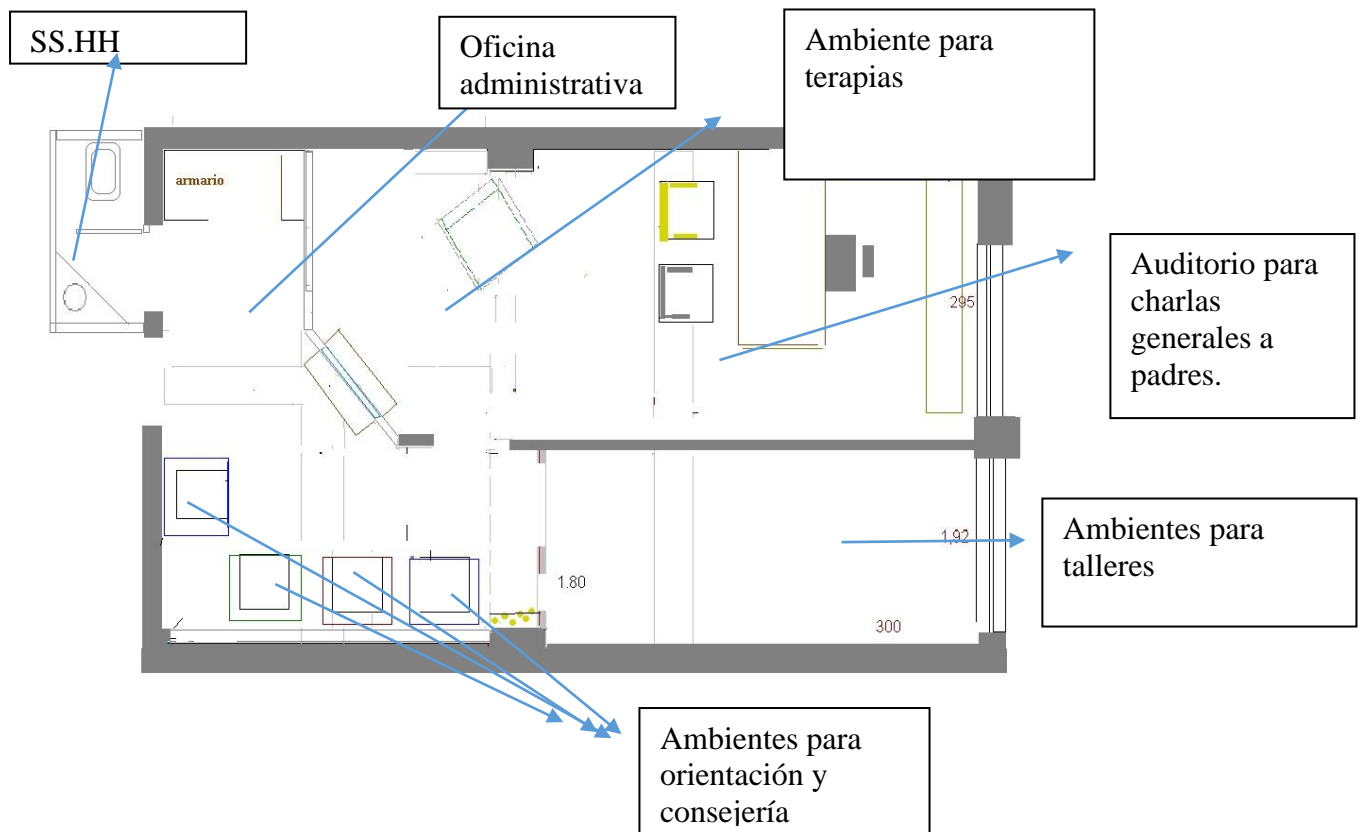 SS.HH
Oficina
administrativa
Ambiente para
terapias
armario
Auditorio para
charlas
generales a
padres.
295
1,92
Ambientes para
talleres
1.80
300
Ambientes para
orientación y
consejería